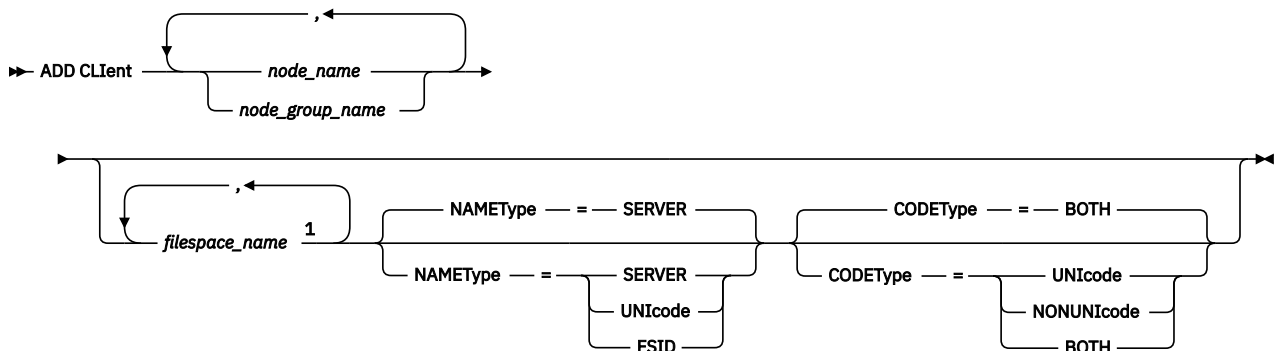 ,
ADD CLIent node_name
node_group_name
,
NAMEType = SERVER CODEType = BOTH
filespace_name 1
NAMEType = SERVER CODEType = UNIcode
UNIcode NONUNIcode
FSID BOTH